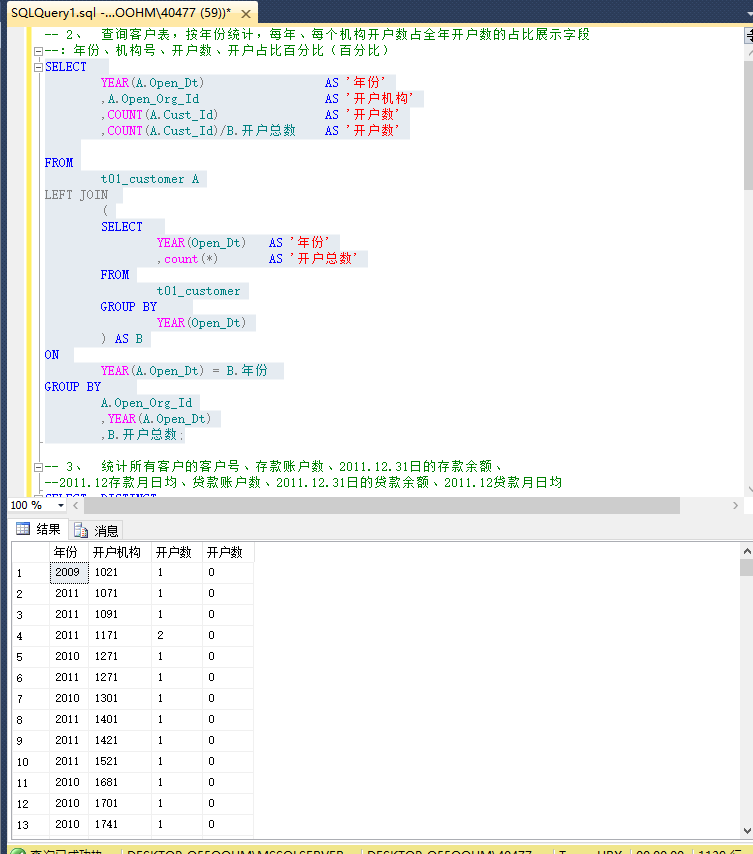 SQLQuery1.sql -...OOHM\40477 (59))* ×
-- 2、 查询客户表，按年份统计，每年、每个机构开户数占全年开户数的占比展示字段
--：年份、机构号、开户数、开户占比百分比（百分比）
SELECT
YEAR(A.Open_Dt) AS '年份'
,A.Open_Org_Id AS '开户机构'
,COUNT(A.Cust_Id) AS '开户数'
,COUNT(A.Cust_Id)/B.开户总数 AS '开户数'
FROM
t01_customer A
LEFT JOIN
(
SELECT
YEAR(Open_Dt) AS '年份'
,count(*) AS '开户总数'
FROM
t01_customer
GROUP BY
YEAR(Open_Dt)
) AS B
ON
YEAR(A.Open_Dt) = B.年份
GROUP BY
A.Open_Org_Id
,YEAR(A.Open_Dt)
,B.开户总数;
-- 3、 统计所有客户的客户号、存款账户数、2011.12.31日的存款余额、
--2011.12存款月日均、贷款账户数、2011.12.31日的贷款余额、2011.12贷款月日均
SELECT DISTINCT
100 %
结果 消息
年份 开户机构 开户数 开户数
1 2009 1021 1 0
2 2011 1071 1 0
3 2011 1091 1 0
4 2011 1171 2 0
5 2010 1271 1 0
6 2011 1271 1 0
7 2010 1301 1 0
8 2011 1401 1 0
9 2011 1421 1 0
10 2011 1521 1 0
11 2010 1681 1 0
12 2010 1701 1 0
13 2010 1741 1 0